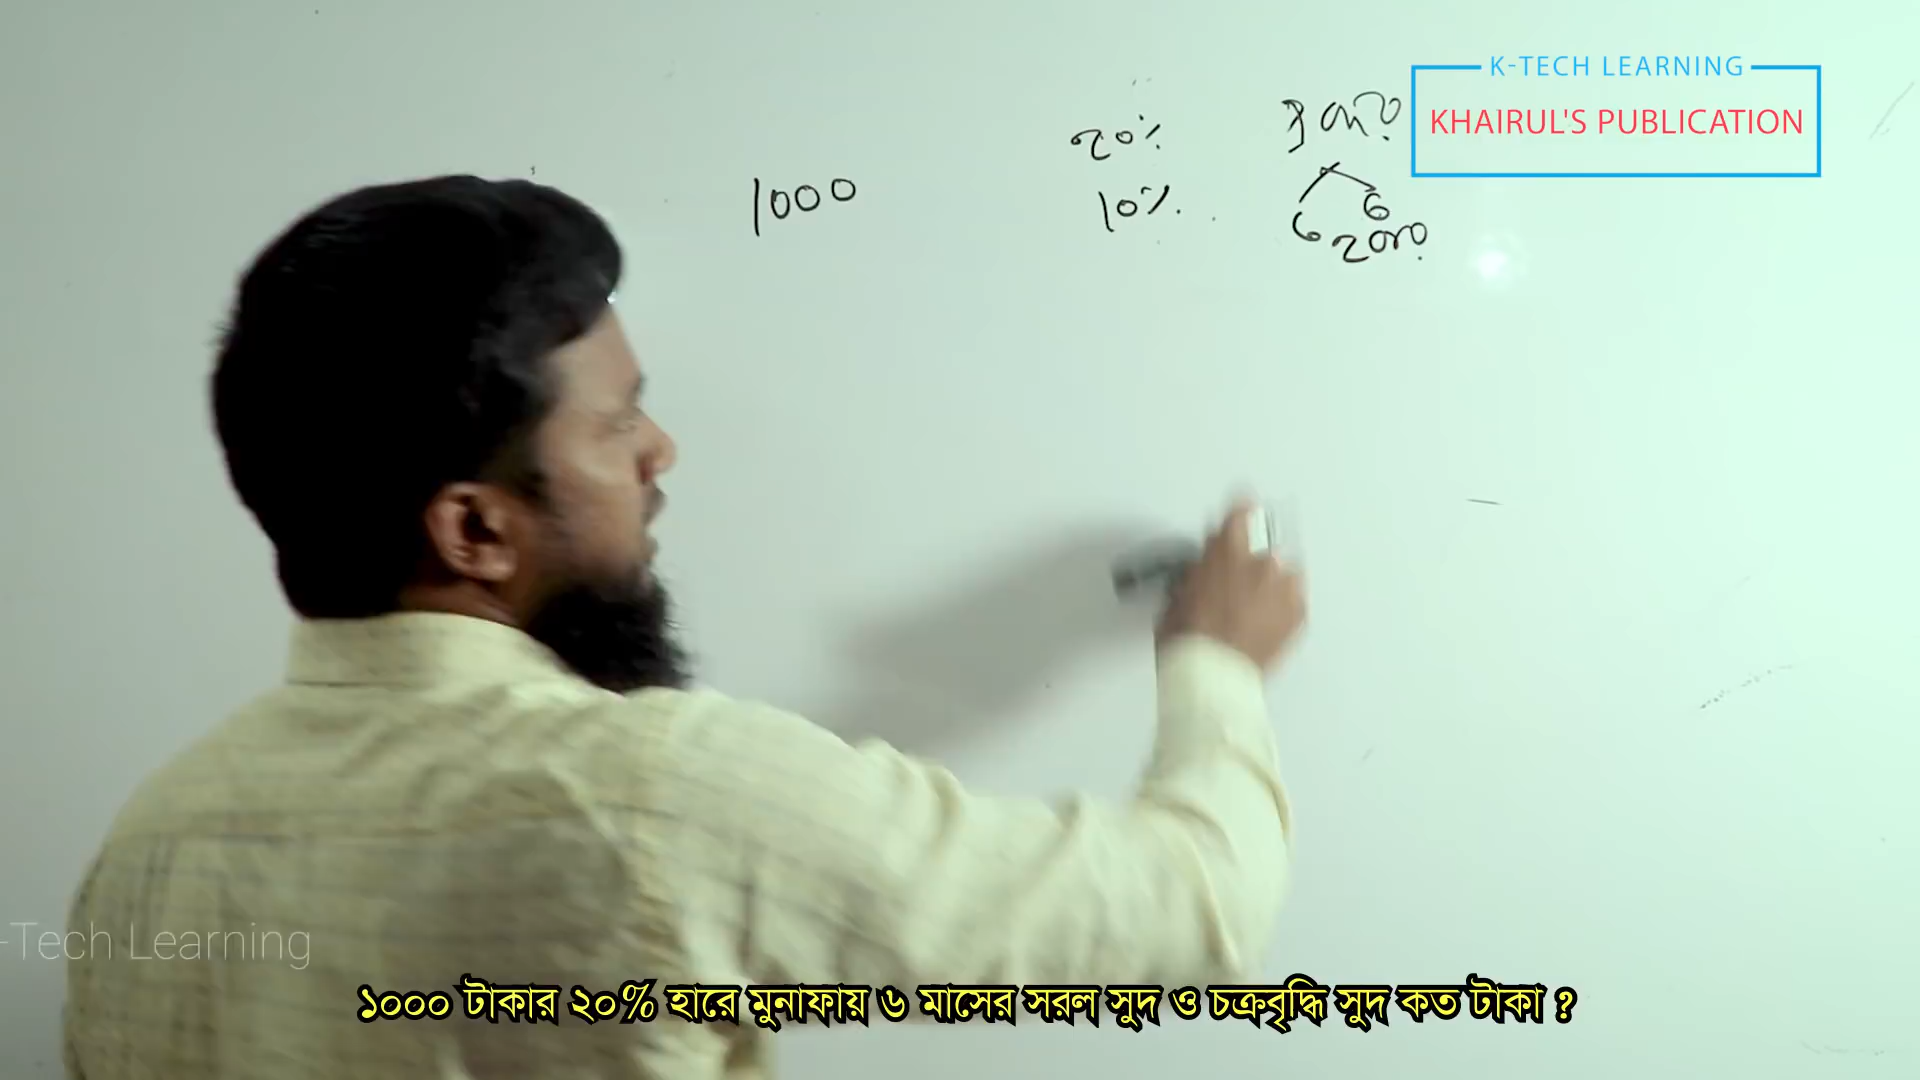 K-TECH LEARNING
KHAIRUL'S PUBLICATION
২০%
1000
10%
-Tech Learning
১০০০ টাকার ২০% হারে মুনাফায় ৬ মাসের সরল সুদ ও চক্রবৃদ্ধি সুদ কত টাকা ?